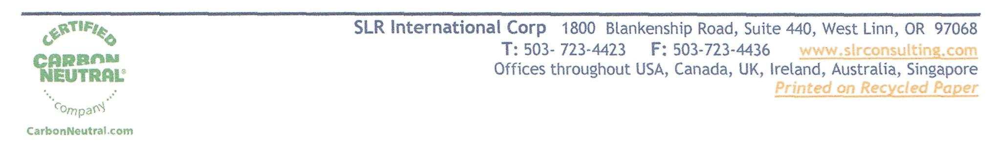 CERTIFIED
CARBON
NEUTRAL®
company
CarbonNeutral.com
SLR International Corp 1800 Blankenship Road, Suite 440, West Linn, OR 97068
T: 503- 723-4423 F: 503-723-4436 www.slrconsulting.com
Offices throughout USA, Canada, UK, Ireland, Australia, Singapore
Printed on Recycled Paper